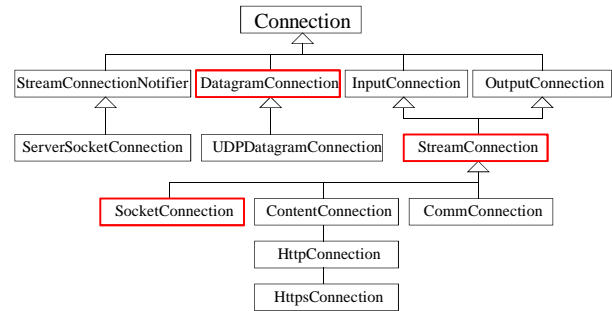 Connection
StreamConnectionNotifier
DatagramConnection
InputConnection
OutputConnection
ServerSocketConnection
UDPDatagramConnection
StreamConnection
SocketConnection
ContentConnection
CommConnection
HttpConnection
HttpsConnection